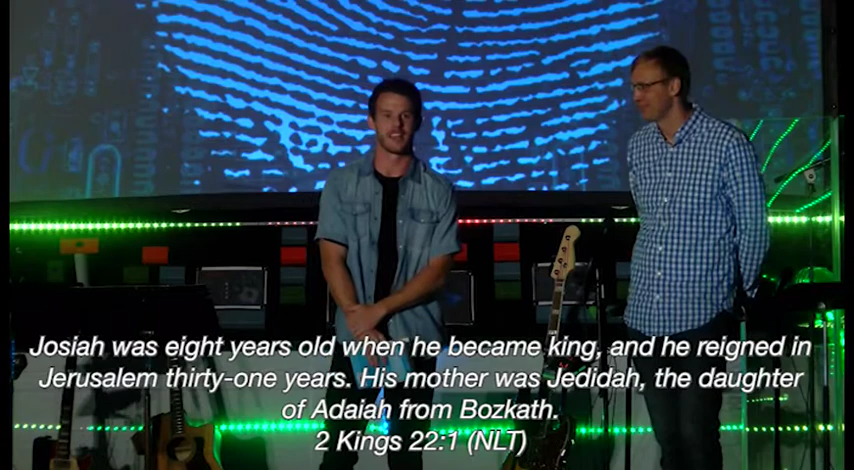 Josiah was eight years old when he became king, and he reigned in
Jerusalem thirty-one years. His mother was Jedidah, the daughter
of Adaiah from Bozkath.
2 Kings 22:1 (NLT)